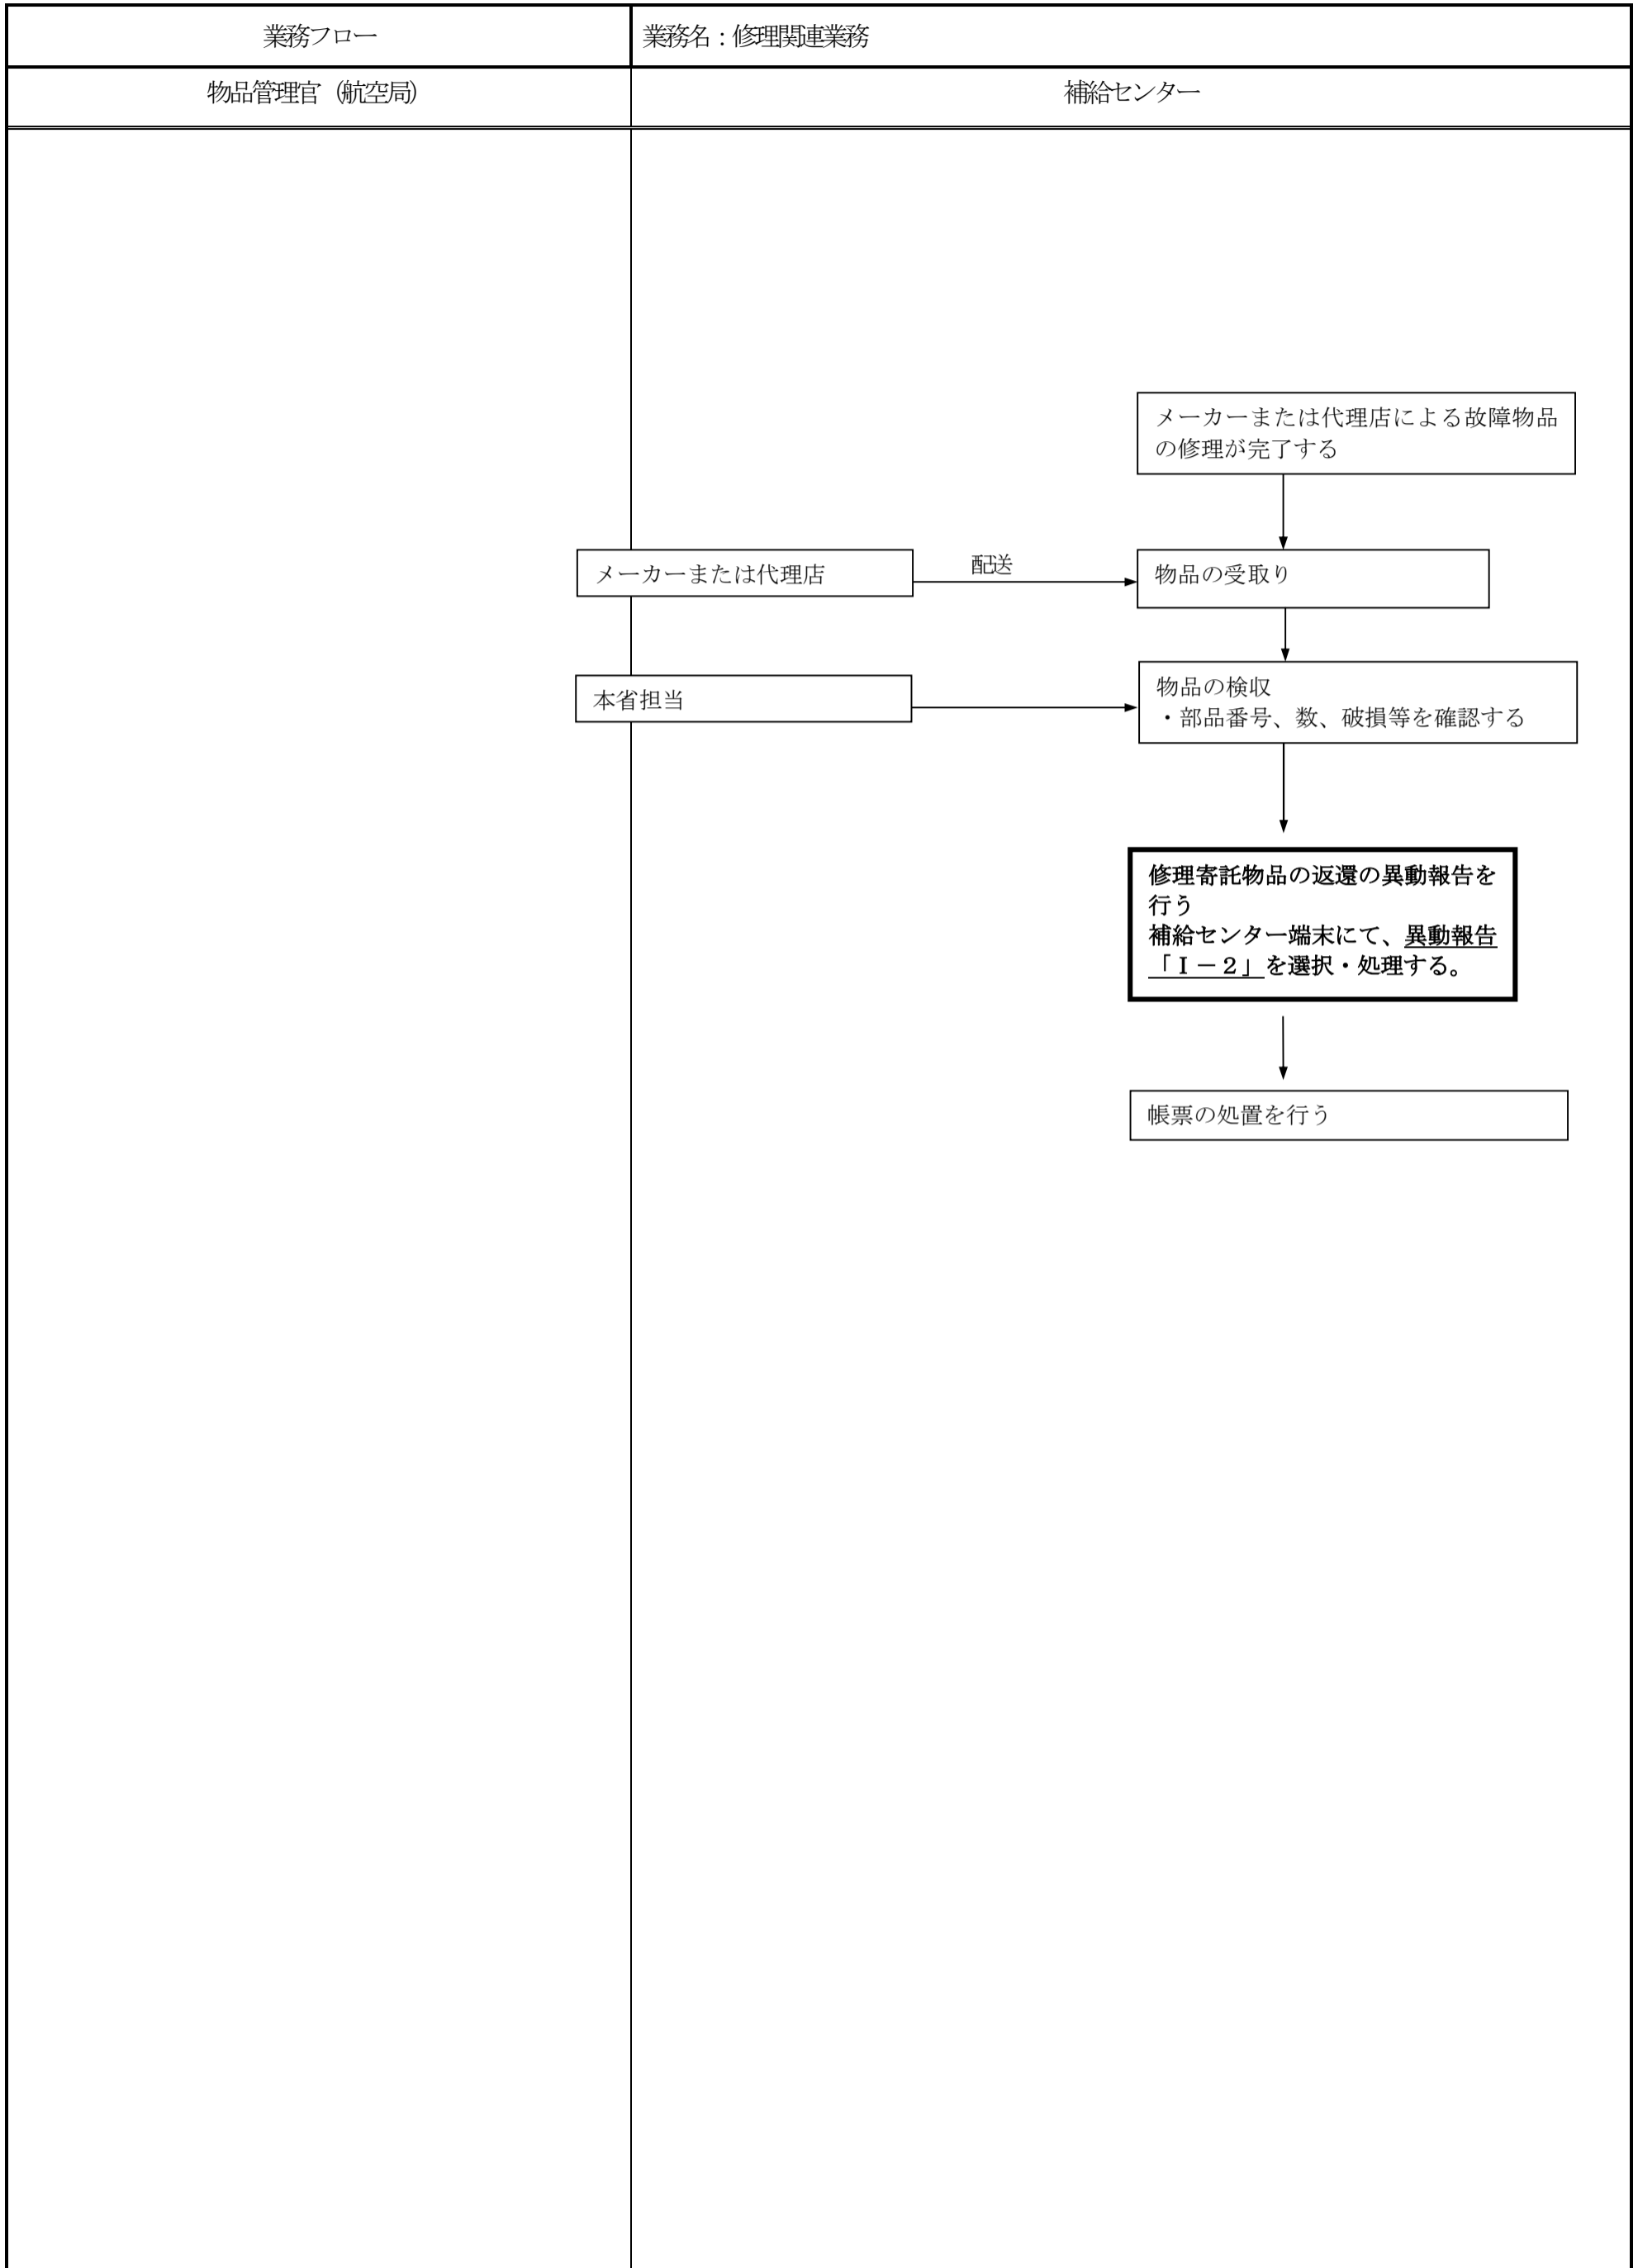 業務フロー
業務名：修理関連業務
物品管理官（航空局）
補給センター
メーカーまたは代理店による故障物品
の修理が完了する
メーカーまたは代理店
配送
物品の受取り
本省担当
物品の検収
・部品番号、数、破損等を確認する
修理寄託物品の返還の異動報告を
行う
補給センター端末にて、異動報告
「Ｉ－２」を選択・処理する。
帳票の処置を行う